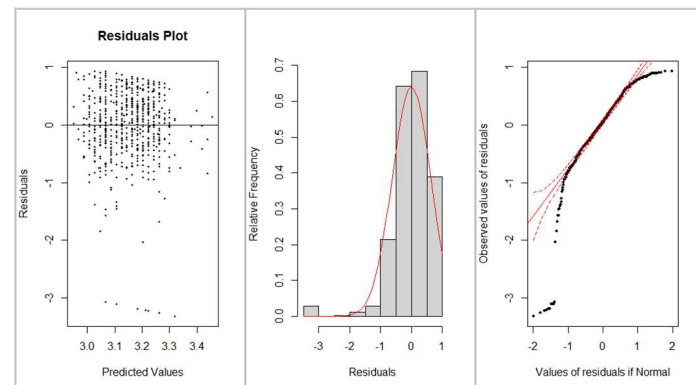 Residuals Plot
Residuals
1
0
-1
-2
-3
3.0 3.1 3.2 3.3 3.4
Predicted Values
Relative Frequency
0.7
0.6
0.5
0.4
0.3
0.2
0.1
0.0
-3 -2 -1 0 1
Residuals
Observed values of residuals
1
0
-1
-2
-3
-2 -1 0 1 2
Values of residuals if Normal